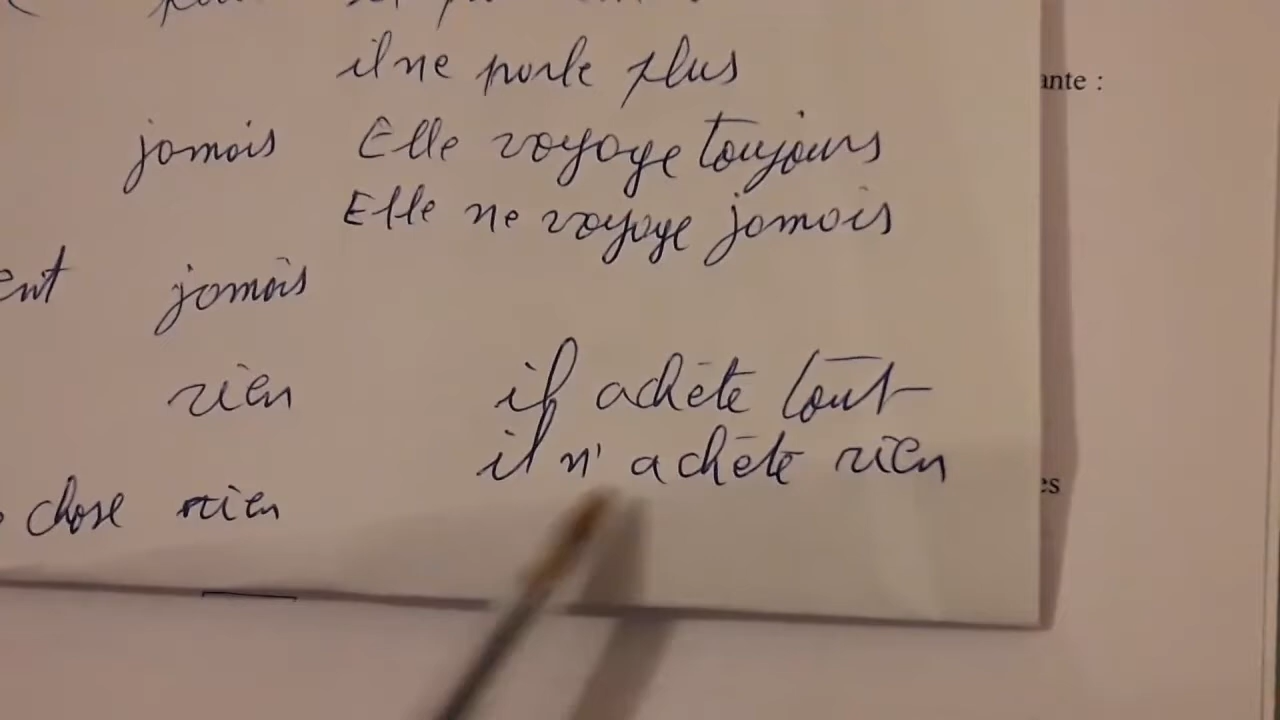 il ne parle plus
jamais Elle voyage toujours
Elle ne voyage jamais
ent jamais
rien il achète tout
il n'achète rien
chose rien
ante :
es